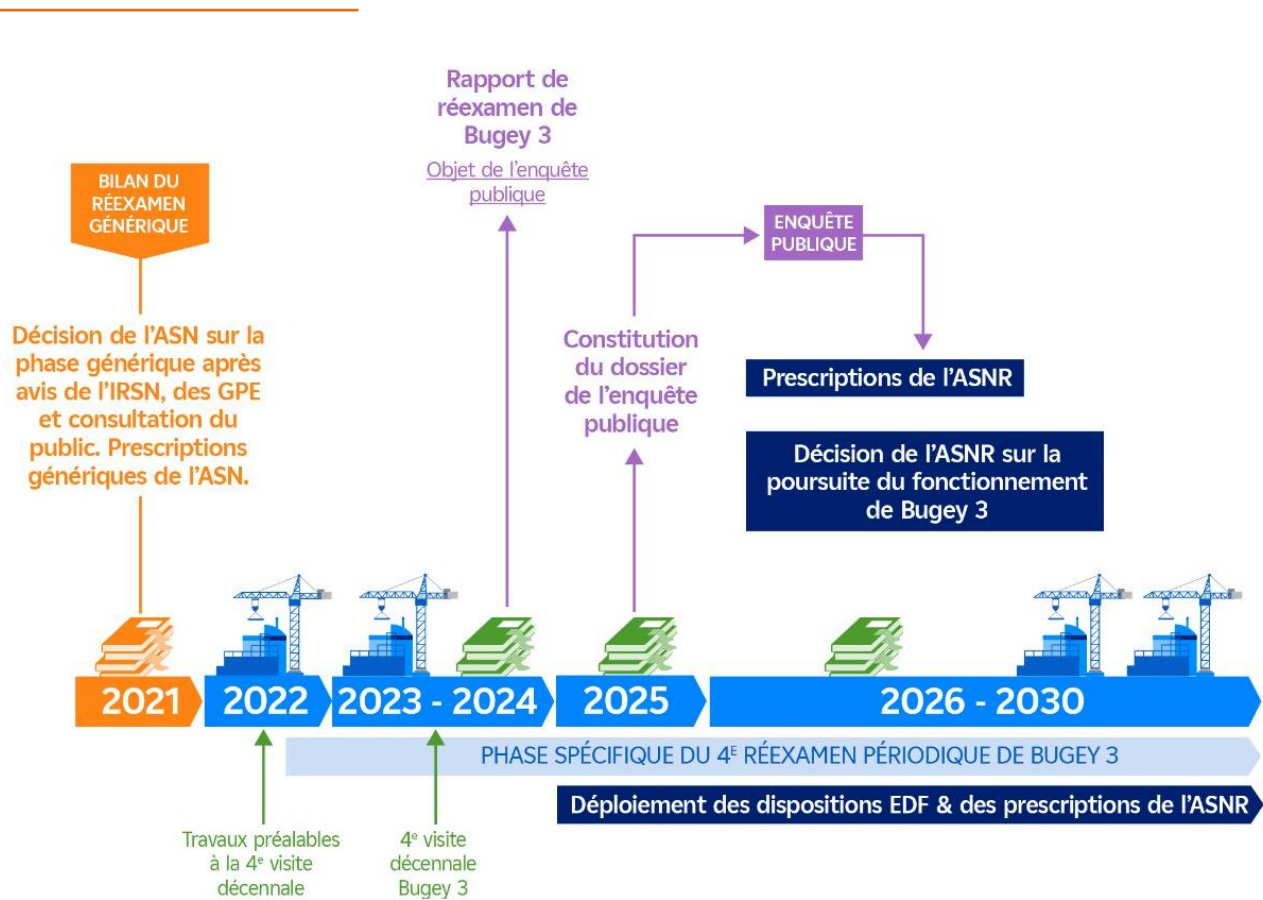 Rapport de
réexamen de
Bugey 3
Objet de l'enquête
publique
BILAN DU
RÉEXAMEN
GÉNÉRIQUE
ENQUÊTE
PUBLIQUE
Décision de l'ASN sur la
phase générique après
avis de l'IRSN, des GPE
et consultation du
public. Prescriptions
génériques de l'ASN.
Constitution
du dossier
de l'enquête
publique
Prescriptions de l'ASNR
Décision de l'ASNR sur la
poursuite du fonctionnement
de Bugey 3
2021
2022
2023 - 2024
2025
2026 - 2030
PHASE SPÉCIFIQUE DU 4E RÉEXAMEN PÉRIODIQUE DE BUGEY 3
Déploiement des dispositions EDF & des prescriptions de l'ASNR
Travaux préalables
à la 4e visite
décennale
4e visite
décennale
Bugey 3